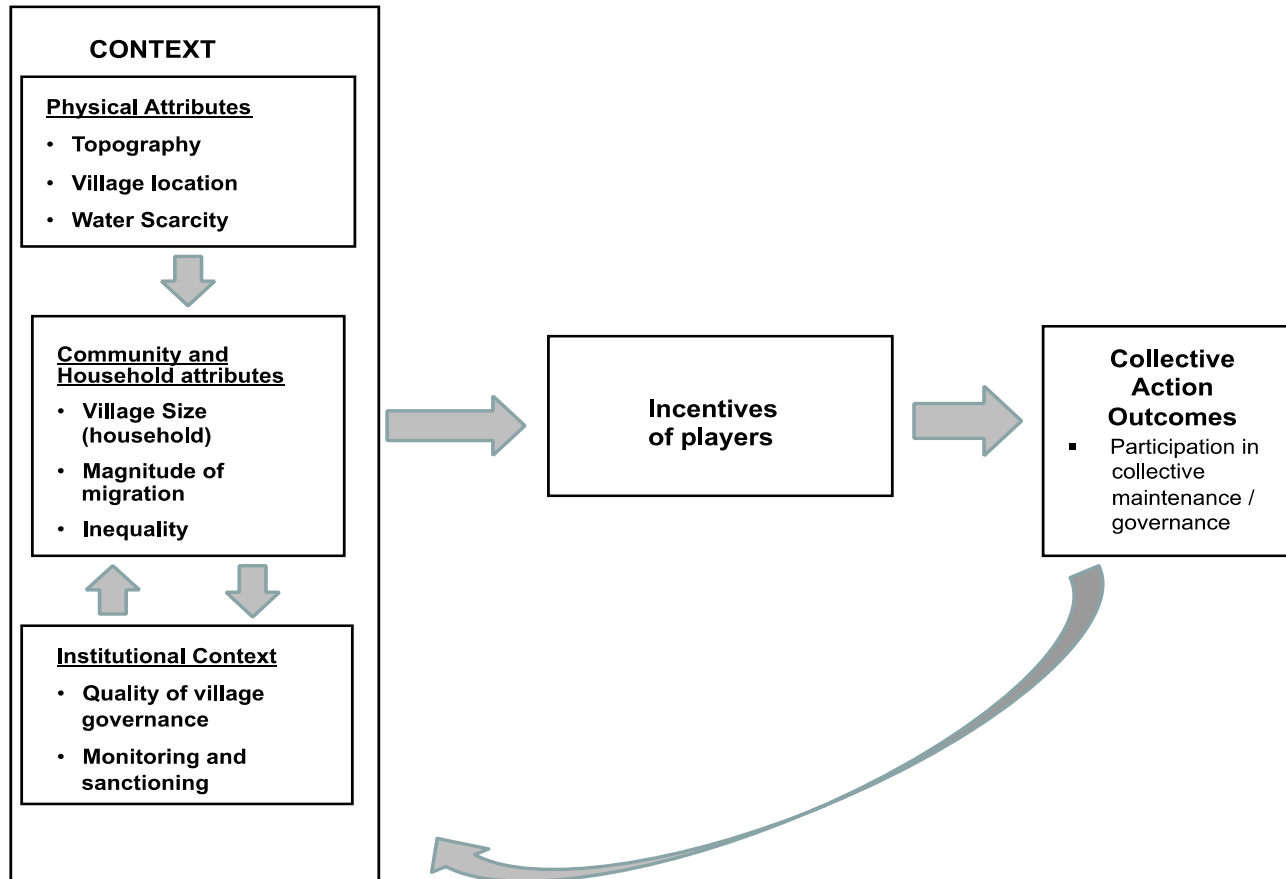 CONTEXT
Physical Attributes
• Topography
• Village location
• Water Scarcity
Community and
Household attributes
• Village Size
(household)
• Magnitude of
migration
• Inequality
Institutional Context
• Quality of village
governance
• Monitoring and
sanctioning
Incentives
of players
Collective
Action
Outcomes
▪ Participation in
collective
maintenance /
governance